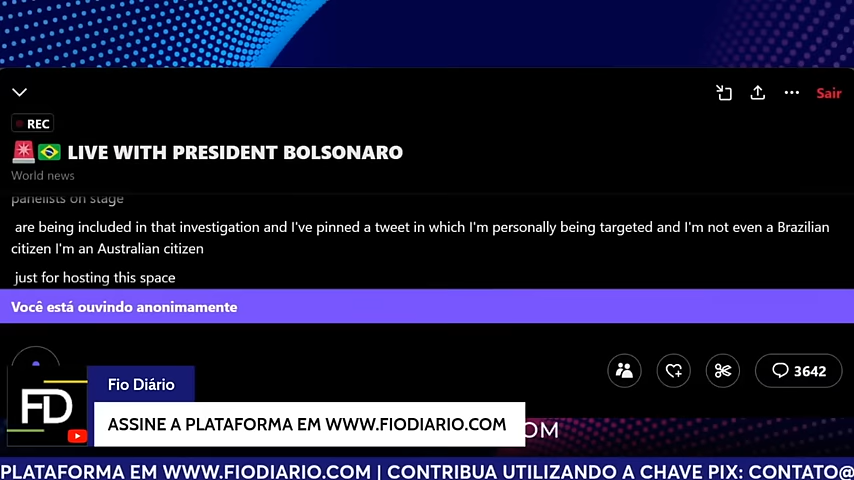 Sair
REC
LIVE WITH PRESIDENT BOLSONARO
World news
panelists on stage
are being included in that investigation and I've pinned a tweet in which I'm personally being targeted and I'm not even a Brazilian
citizen I'm an Australian citizen
just for hosting this space
Você está ouvindo anonimamente
3642
FD
Fio Diário
ASSINE A PLATAFORMA EM WWW.FIODIARIO.COM
OM
PLATAFORMA EM WWW.FIODIARIO.COM | CONTRIBUA UTILIZANDO A CHAVE PIX: CONTATO@